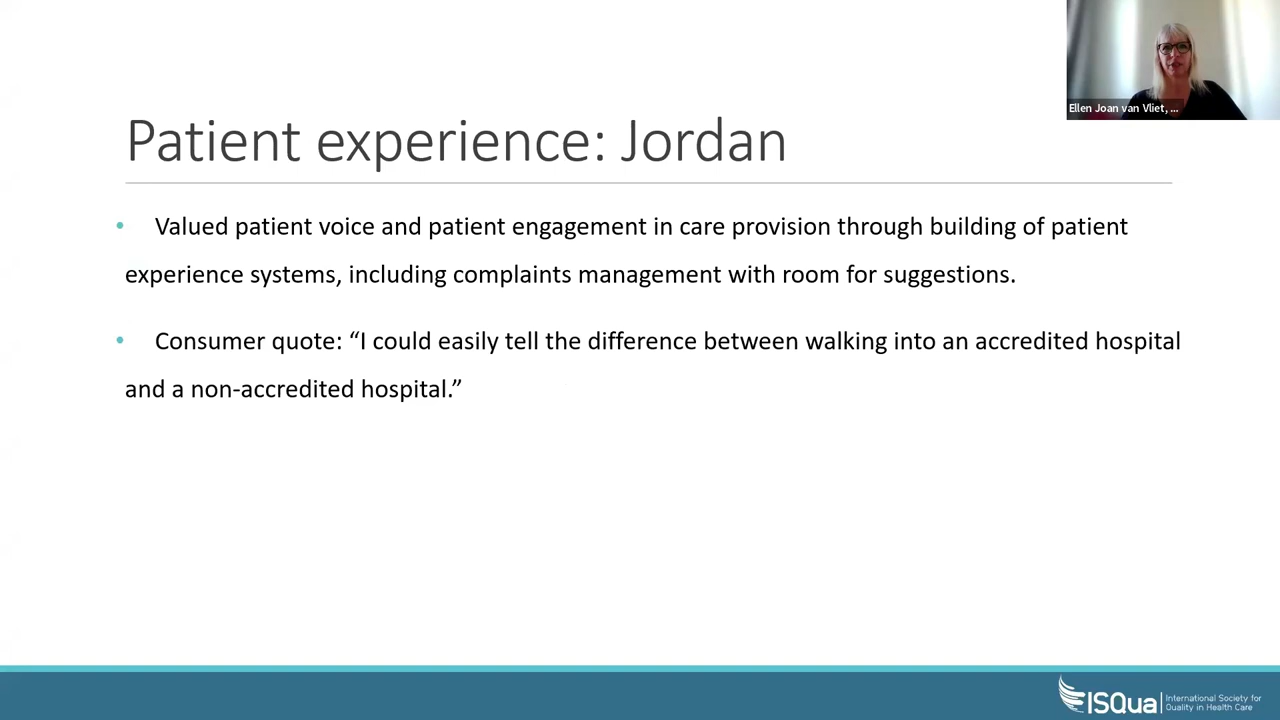 Ellen Joan van Vliet, ...
Patient experience: Jordan
• Valued patient voice and patient engagement in care provision through building of patient
experience systems, including complaints management with room for suggestions.
• Consumer quote: “I could easily tell the difference between walking into an accredited hospital
and a non-accredited hospital.”
ISQua
International Society for
Quality in Health Care